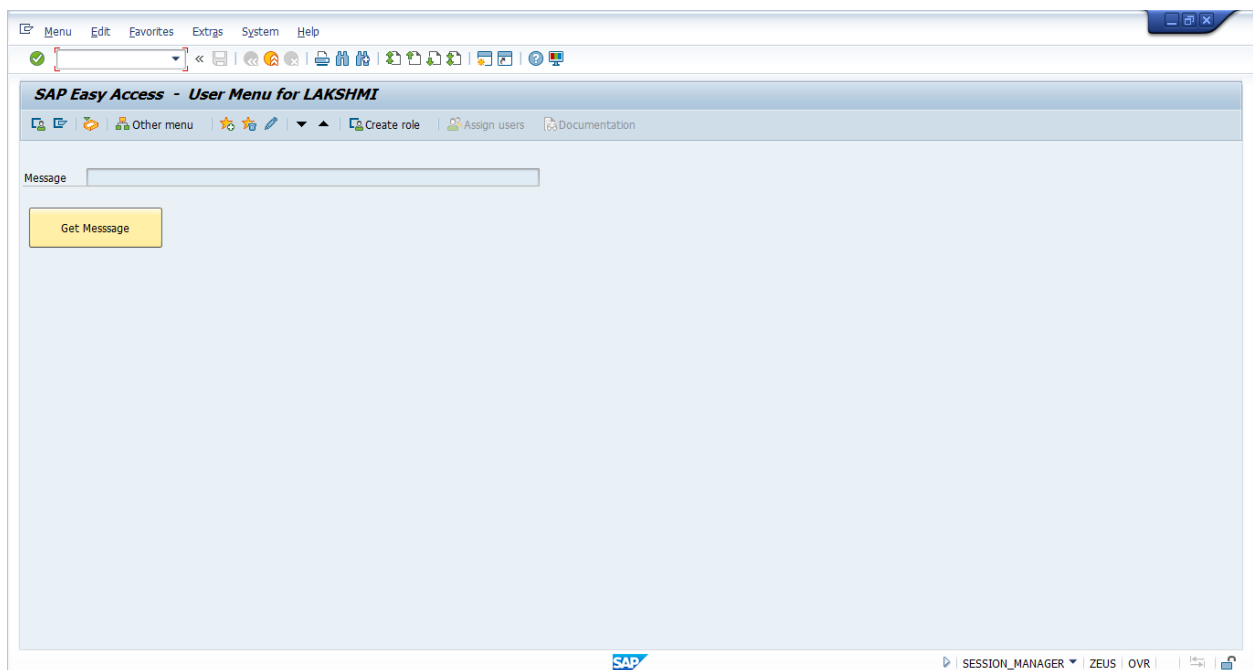 Menu Edit Favorites Extras System Help
SAP Easy Access - User Menu for LAKSHMI
Other menu Create role Assign users Documentation
Message
Get Messsage
SAP SESSION_MANAGER ZEUS OVR